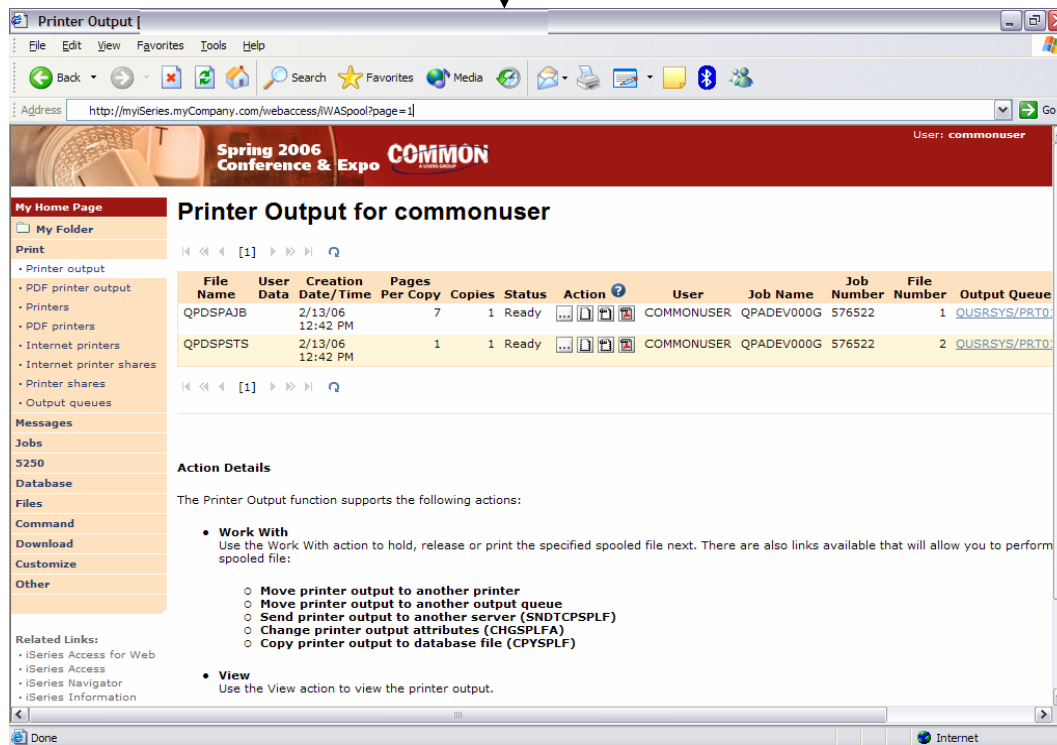 Printer Output [
File Edit View Favorites Tools Help
Back Search Favorites Media
Address http://myiSeries.myCompany.com/webaccess/iWASpool?page=1 Go
User: commonuser
Spring 2006
Conference & Expo COMMON
A USERS GROUP
My Home Page
My Folder
Print
• Printer output
• PDF printer output
• Printers
• PDF printers
• Internet printers
• Internet printer shares
• Printer shares
• Output queues
Messages
Jobs
5250
Database
Files
Command
Download
Customize
Other
Related Links:
• iSeries Access for Web
• iSeries Access
• iSeries Navigator
• iSeries Information
Printer Output for commonuser
[1]
File Name User Data Creation Date/Time Pages Per Copy Copies Status Action User Job Name Job Number File Number Output Queue
QPDSPAJB 2/13/06 12:42 PM 7 1 Ready ... COMMONUSER QPADEV000G 576522 1 QUSRSYS/PRT0
QPDSPSTS 2/13/06 12:42 PM 1 1 Ready ... COMMONUSER QPADEV000G 576522 2 QUSRSYS/PRT0
[1]
Action Details
The Printer Output function supports the following actions:
• Work With
Use the Work With action to hold, release or print the specified spooled file next. There are also links available that will allow you to perform
spooled file:
o Move printer output to another printer
o Move printer output to another output queue
o Send printer output to another server (SNDTCPSPLF)
o Change printer output attributes (CHGSPLFA)
o Copy printer output to database file (CPYSPLF)
• View
Use the View action to view the printer output.
Done Internet